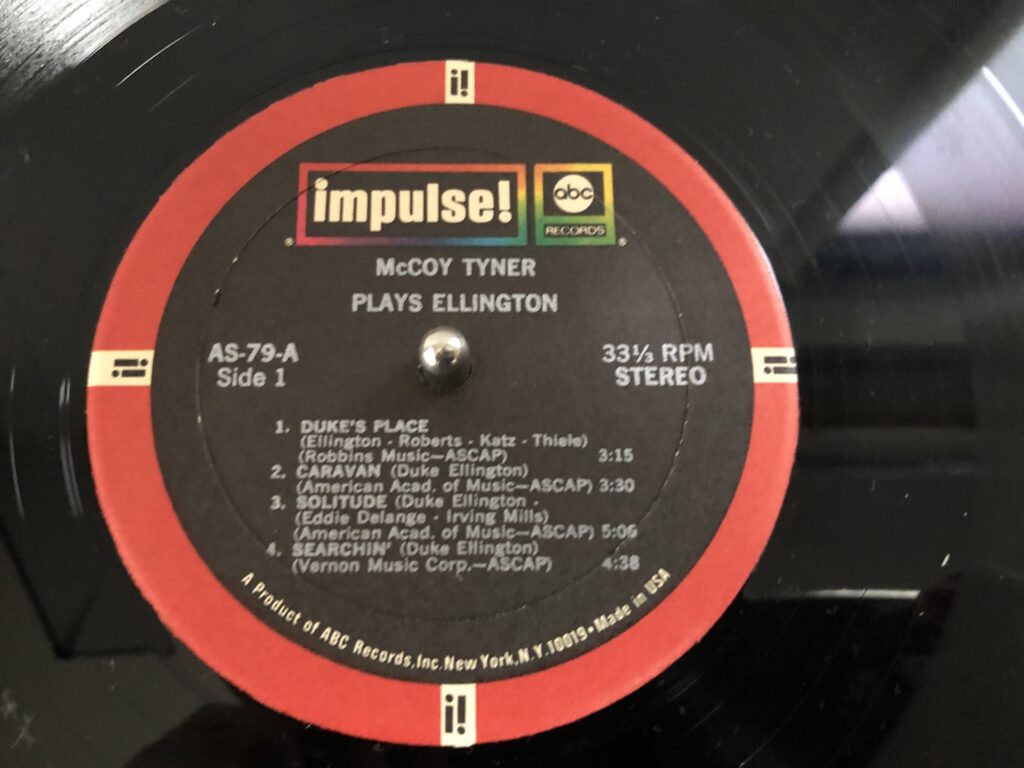 i!
impulse!
abc
RECORDS
McCOY TYNER
PLAYS ELLINGTON
AS-79-A
Side 1
33⅓ RPM
STEREO
i!
i!
1. DUKE'S PLACE
(Ellington - Roberts - Katz - Thiele)
(Robbins Music—ASCAP) 3:15
2. CARAVAN (Duke Ellington)
(American Acad. of Music—ASCAP) 3:30
3. SOLITUDE (Duke Ellington -
(Eddie Delange - Irving Mills)
(American Acad. of Music—ASCAP) 5:06
4. SEARCHIN' (Duke Ellington)
(Vernon Music Corp.—ASCAP) 4:38
A Product of ABC Records, Inc. New York, N.Y. 10019 • Made in USA
i!